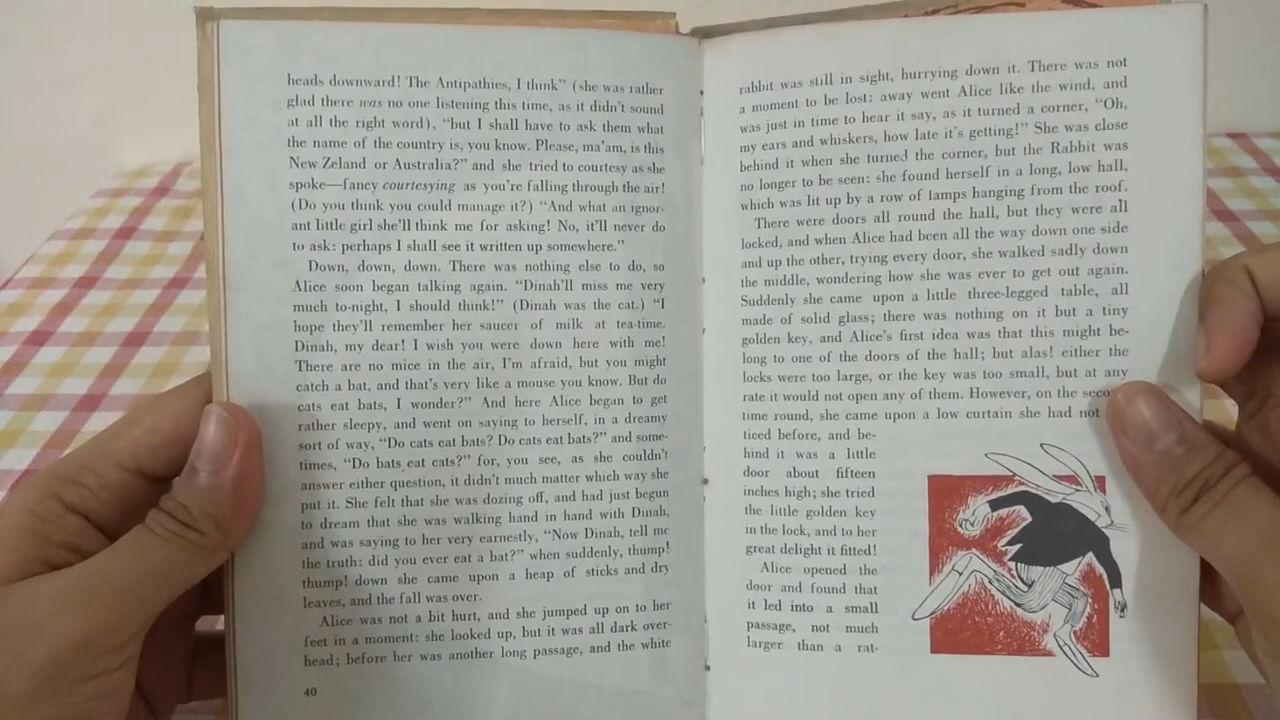 heads downward! The Antipathies, I think” (she was rather
glad there was no one listening this time, as it didn't sound
at all the right word), “but I shall have to ask them what
the name of the country is, you know. Please, ma'am, is this
New Zeland or Australia?” and she tried to courtesy as she
spoke—fancy courtesying as you're falling through the air!
(Do you think you could manage it?) “And what an ignor-
ant little girl she'll think me for asking! No, it'll never do
to ask: perhaps I shall see it written up somewhere.”
Down, down, down. There was nothing else to do, so
Alice soon began talking again. “Dinah'll miss me very
much to-night, I should think!” (Dinah was the cat.) “I
hope they'll remember her saucer of milk at tea-time.
Dinah, my dear! I wish you were down here with me!
There are no mice in the air, I'm afraid, but you might
catch a bat, and that's very like a mouse you know. But do
cats eat bats, I wonder?” And here Alice began to get
rather sleepy, and went on saying to herself, in a dreamy
sort of way, “Do cats eat bats? Do cats eat bats?” and some-
times, “Do bats eat cats?” for, you see, as she couldn't
answer either question, it didn't much matter which way she
put it. She felt that she was dozing off, and had just begun
to dream that she was walking hand in hand with Dinah,
and was saying to her very earnestly, “Now Dinah, tell me
the truth: did you ever eat a bat?” when suddenly, thump!
thump! down she came upon a heap of sticks and dry
leaves, and the fall was over.
Alice was not a bit hurt, and she jumped up on to her
feet in a moment: she looked up, but it was all dark over-
head; before her was another long passage, and the white
40
rabbit was still in sight, hurrying down it. There was not
a moment to be lost: away went Alice like the wind, and
was just in time to hear it say, as it turned a corner, “Oh,
my ears and whiskers, how late it's getting!” She was close
behind it when she turned the corner, but the Rabbit was
no longer to be seen: she found herself in a long, low hall,
which was lit up by a row of lamps hanging from the roof.
There were doors all round the hall, but they were all
locked, and when Alice had been all the way down one side
and up the other, trying every door, she walked sadly down
the middle, wondering how she was ever to get out again.
Suddenly she came upon a little three-legged table, all
made of solid glass; there was nothing on it but a tiny
golden key, and Alice's first idea was that this might be-
long to one of the doors of the hall; but alas! either the
locks were too large, or the key was too small, but at any
rate it would not open any of them. However, on the
time round, she came upon a low curtain she had not
ticed before, and be-
hind it was a little
door about fifteen
inches high; she tried
the little golden key
in the lock, and to her
great delight it fitted!
Alice opened the
door and found that
it led into a small
passage, not much
larger than a rat-